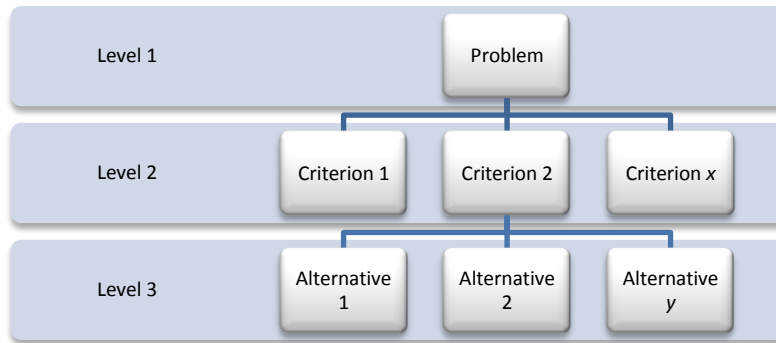 Level 1
Problem
Level 2
Criterion 1
Criterion 2
Criterion x
Level 3
Alternative
1
Alternative
2
Alternative
y